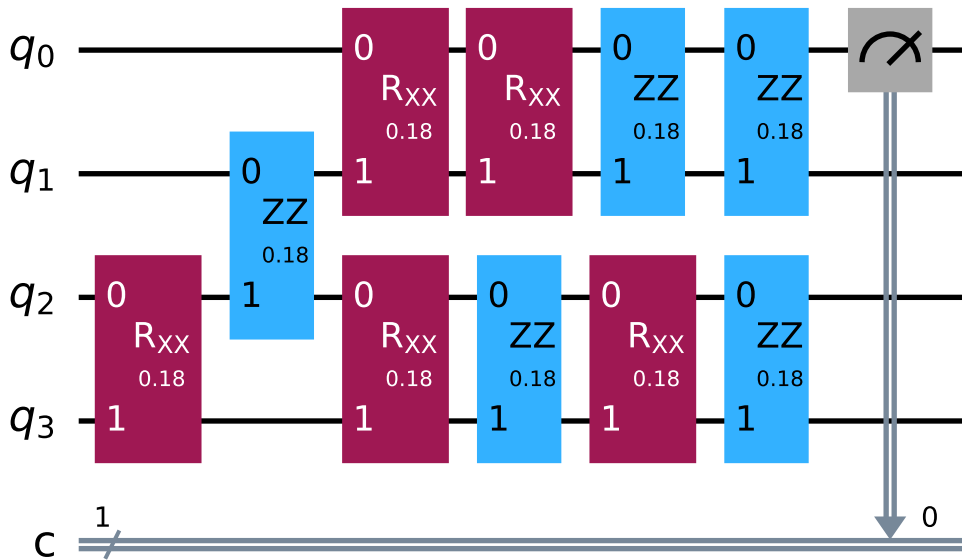 q0
0 0 0 0
RXX RXX ZZ ZZ
0.18 0.18 0.18 0.18
q1
0 1 1 1 1
ZZ
0.18
q2
0 1 0 0 0 0
RXX RXX ZZ RXX ZZ
0.18 0.18 0.18 0.18 0.18
q3
1 1 1 1 1
1 0
c